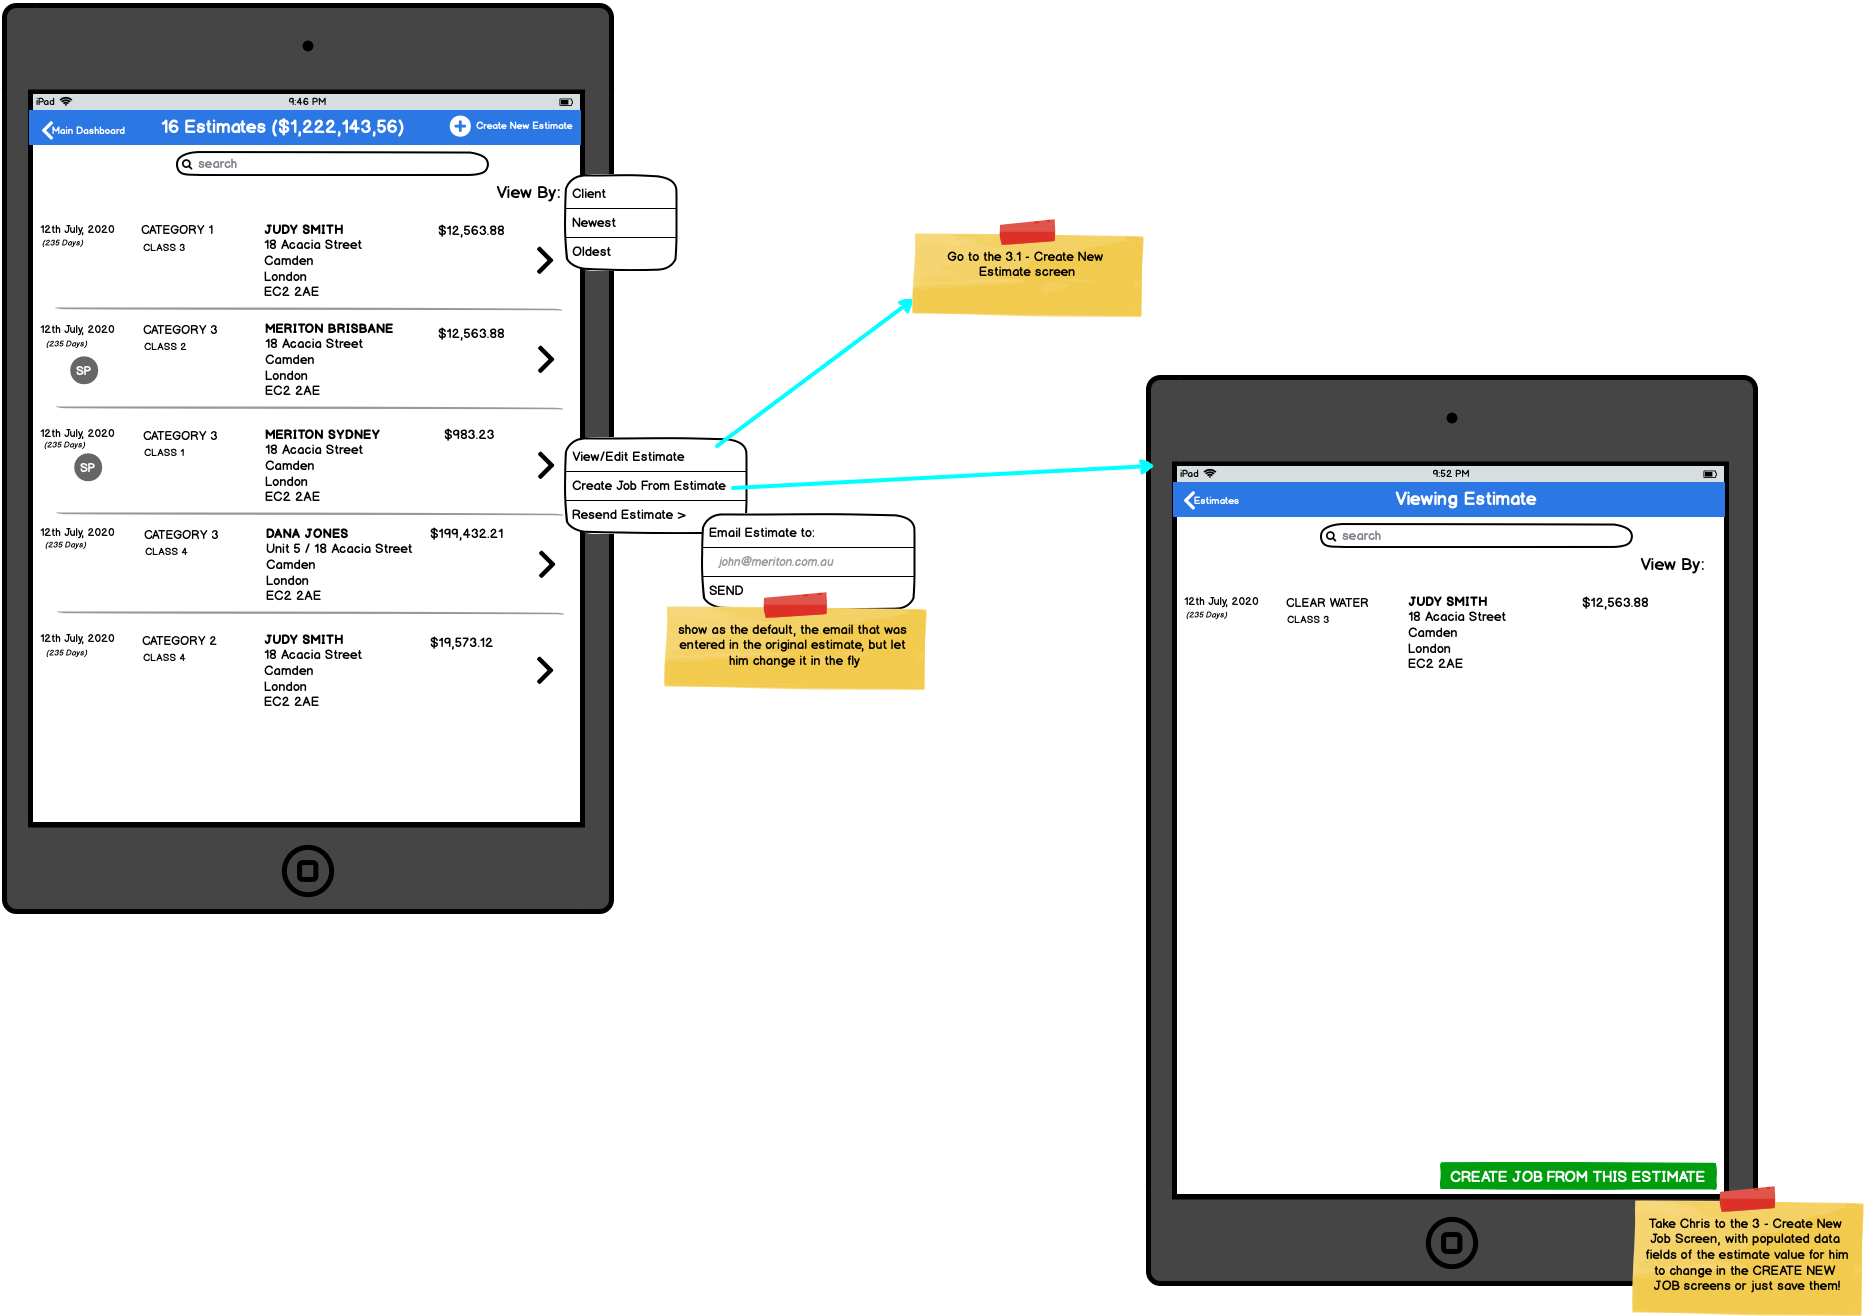 iPad
9:46 PM
Main Dashboard
16 Estimates ($1,222,143,56)
Create New Estimate
search
View By:
Client
Newest
Oldest
12th July, 2020
(235 Days)
CATEGORY 1
CLASS 3
JUDY SMITH
18 Acacia Street
Camden
London
EC2 2AE
$12,563.88
12th July, 2020
(235 Days)
SP
CATEGORY 3
CLASS 2
MERITON BRISBANE
18 Acacia Street
Camden
London
EC2 2AE
$12,563.88
12th July, 2020
(235 Days)
SP
CATEGORY 3
CLASS 1
MERITON SYDNEY
18 Acacia Street
Camden
London
EC2 2AE
$983.23
12th July, 2020
(235 Days)
CATEGORY 3
CLASS 4
DANA JONES
Unit 5 / 18 Acacia Street
Camden
London
EC2 2AE
$199,432.21
12th July, 2020
(235 Days)
CATEGORY 2
CLASS 4
JUDY SMITH
18 Acacia Street
Camden
London
EC2 2AE
$19,573.12
View/Edit Estimate
Create Job From Estimate
Resend Estimate >
Email Estimate to:
john@meriton.com.au
SEND
show as the default, the email that was
entered in the original estimate, but let
him change it in the fly
Go to the 3.1 - Create New
Estimate screen
iPad
9:52 PM
Estimates
Viewing Estimate
search
View By:
12th July, 2020
(235 Days)
CLEAR WATER
CLASS 3
JUDY SMITH
18 Acacia Street
Camden
London
EC2 2AE
$12,563.88
CREATE JOB FROM THIS ESTIMATE
Take Chris to the 3 - Create New
Job Screen, with populated data
fields of the estimate value for him
to change in the CREATE NEW
JOB screens or just save them!